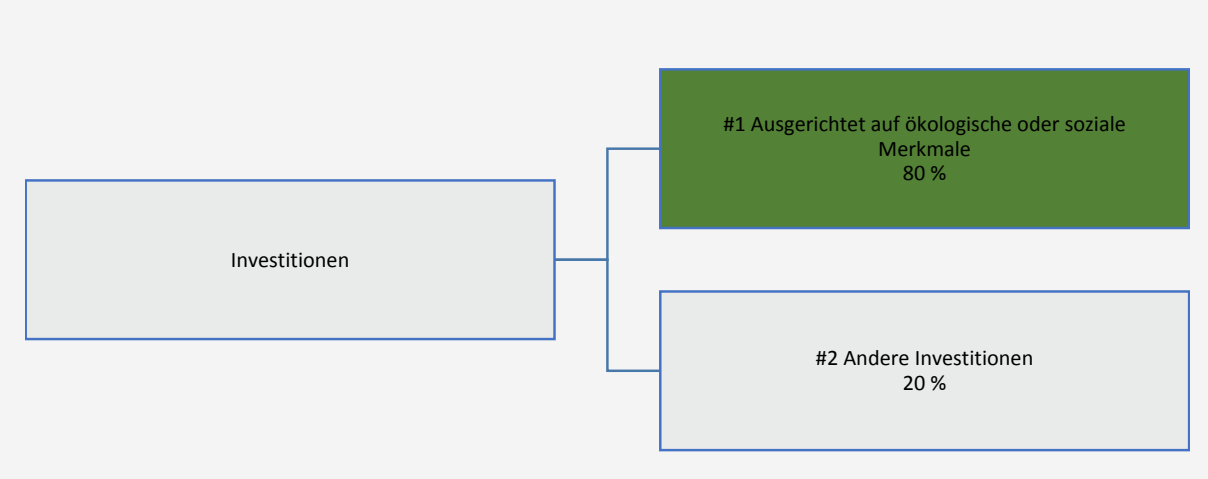 Investitionen
#1 Ausgerichtet auf ökologische oder soziale
Merkmale
80 %
#2 Andere Investitionen
20 %